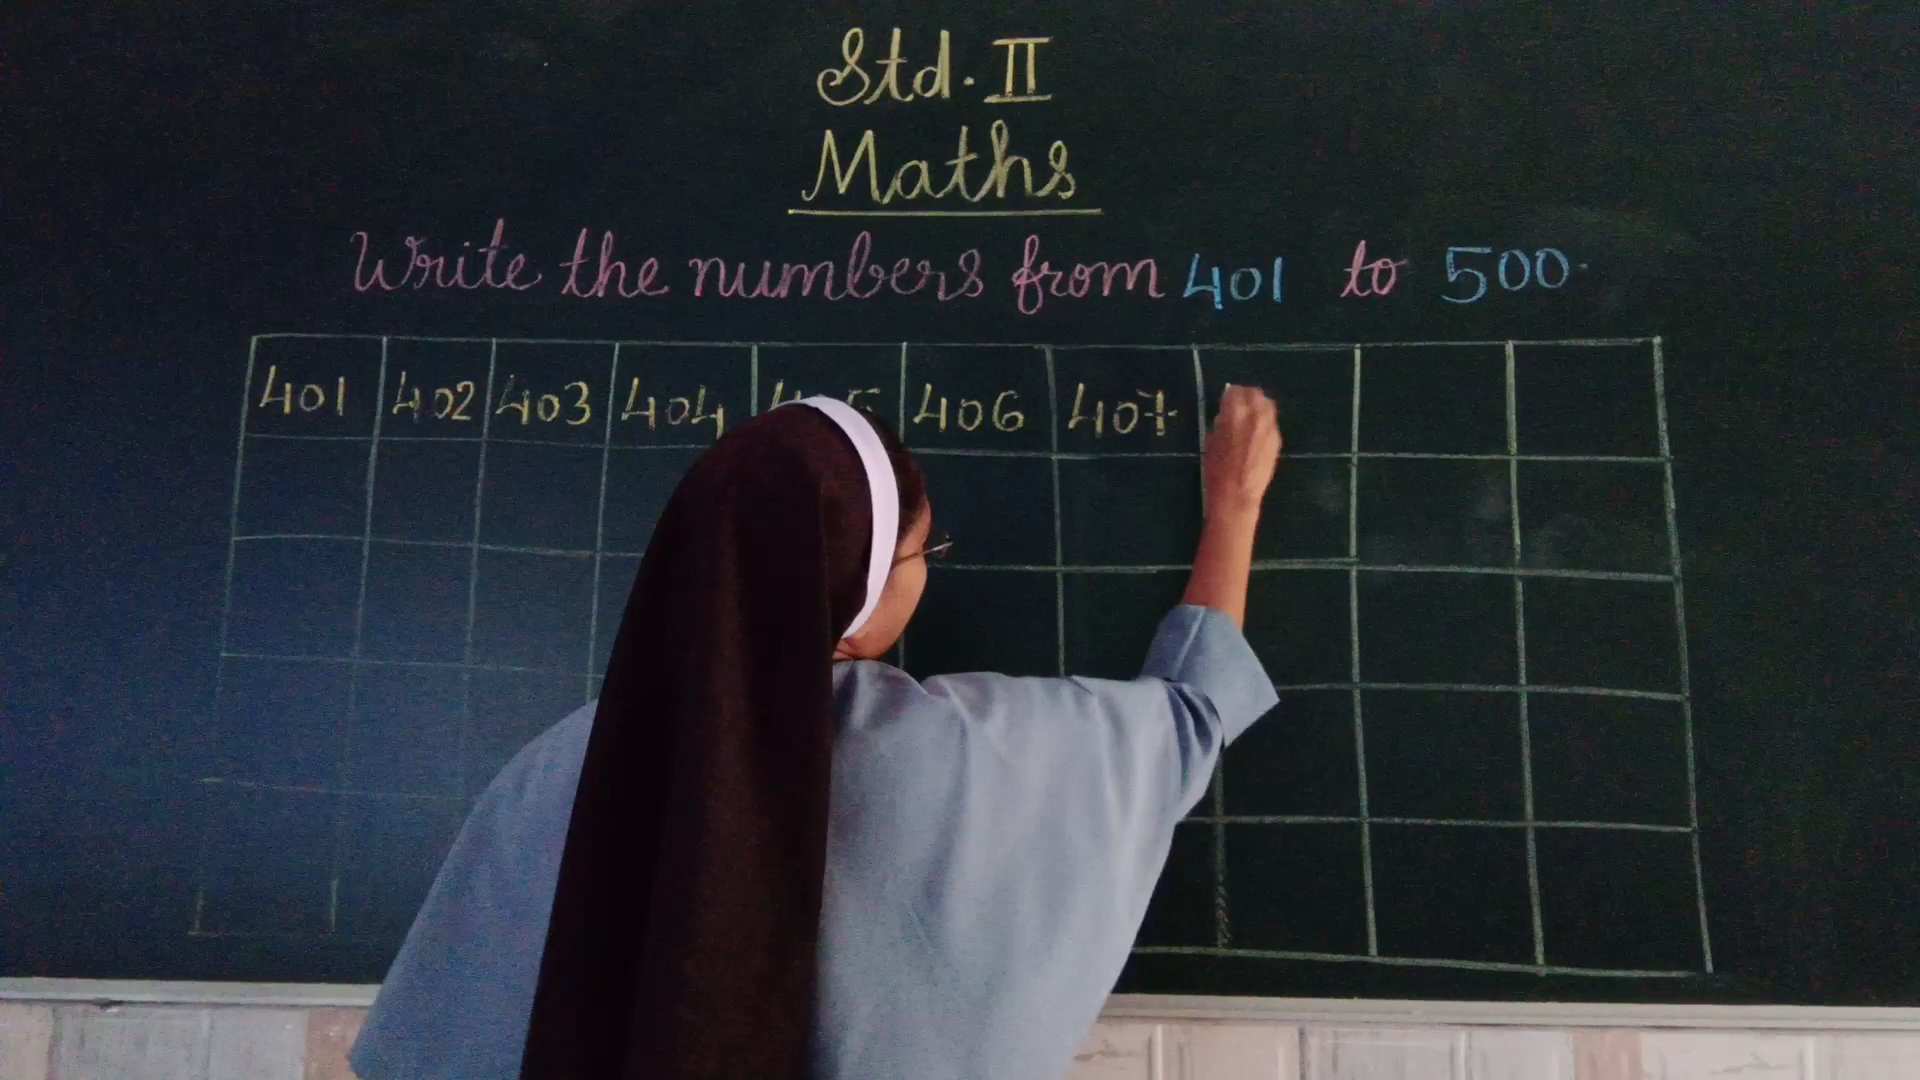 Std. II
Maths
Write the numbers from 401 to 500.
401 402 403 404 406 407